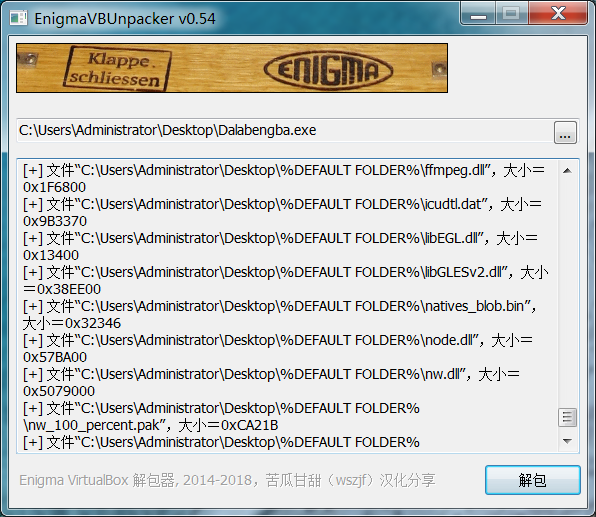 EnigmaVBUnpacker v0.54
Klappe
schliessen
ENIGMA
C:\Users\Administrator\Desktop\Dalabengba.exe
...
[+] 文件“C:\Users\Administrator\Desktop\%DEFAULT FOLDER%\ffmpeg.dll”，大小＝
0x1F6800
[+] 文件“C:\Users\Administrator\Desktop\%DEFAULT FOLDER%\icudtl.dat”，大小＝
0x9B3370
[+] 文件“C:\Users\Administrator\Desktop\%DEFAULT FOLDER%\libEGL.dll”，大小＝
0x13400
[+] 文件“C:\Users\Administrator\Desktop\%DEFAULT FOLDER%\libGLESv2.dll”，大小
＝0x38EE00
[+] 文件“C:\Users\Administrator\Desktop\%DEFAULT FOLDER%\natives_blob.bin”，
大小＝0x32346
[+] 文件“C:\Users\Administrator\Desktop\%DEFAULT FOLDER%\node.dll”，大小＝
0x57BA00
[+] 文件“C:\Users\Administrator\Desktop\%DEFAULT FOLDER%\nw.dll”，大小＝
0x5079000
[+] 文件“C:\Users\Administrator\Desktop\%DEFAULT FOLDER%
\nw_100_percent.pak”，大小＝0xCA21B
[+] 文件“C:\Users\Administrator\Desktop\%DEFAULT FOLDER%
Enigma VirtualBox 解包器, 2014-2018，苦瓜甘甜（wszjf）汉化分享
解包